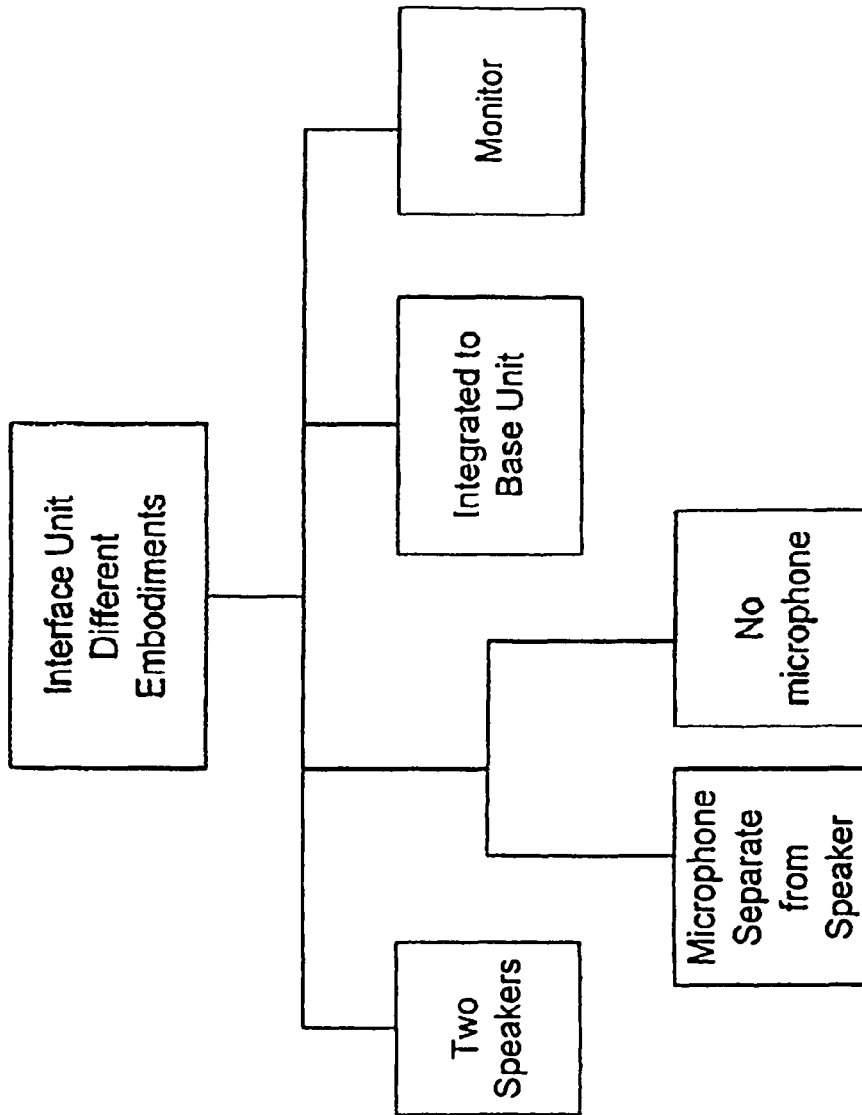 Interface Unit
Different
Embodiments
Two
Speakers
Integrated to
Base Unit
Monitor
Microphone
Separate
from
Speaker
No
microphone